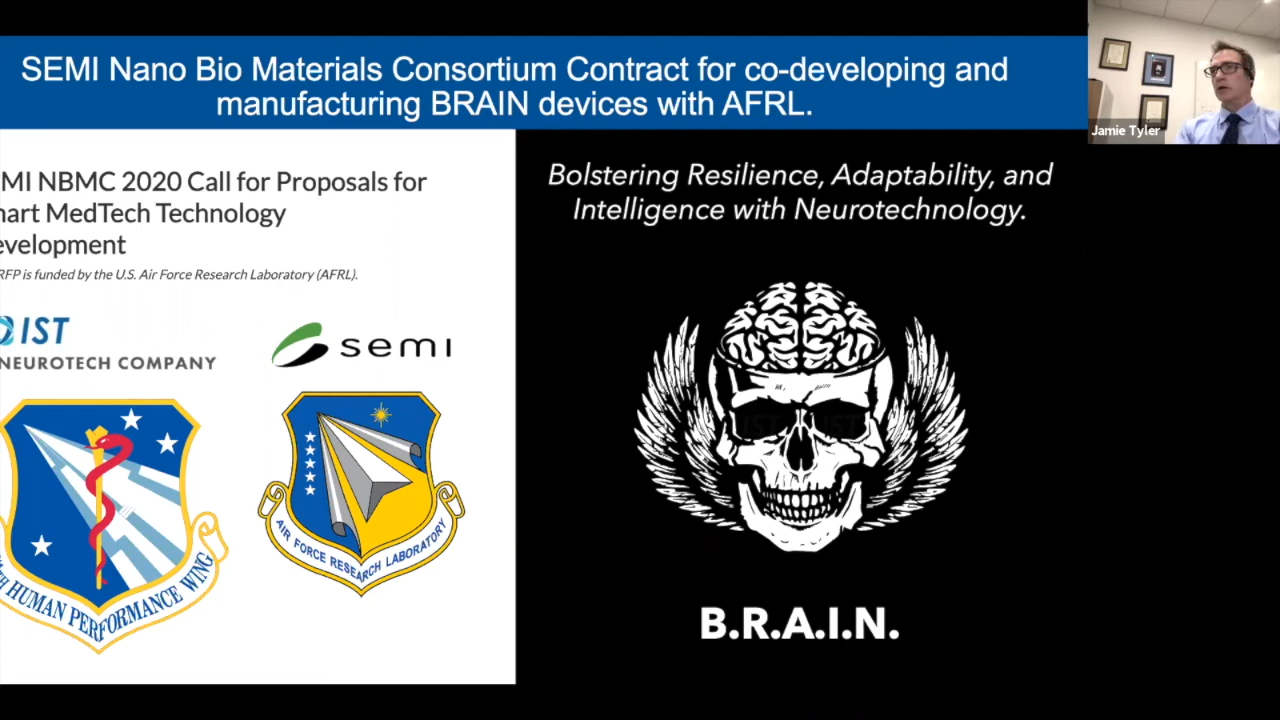 SEMI Nano Bio Materials Consortium Contract for co-developing and
manufacturing BRAIN devices with AFRL.
Jamie Tyler
MI NBMC 2020 Call for Proposals for
mart MedTech Technology
evelopment
RFP is funded by the U.S. Air Force Research Laboratory (AFRL).
IST
NEUROTECH COMPANY
semi
HUMAN PERFORMANCE WING
AIR FORCE RESEARCH LABORATORY
Bolstering Resilience, Adaptability, and
Intelligence with Neurotechnology.
IST IST
B.R.A.I.N.